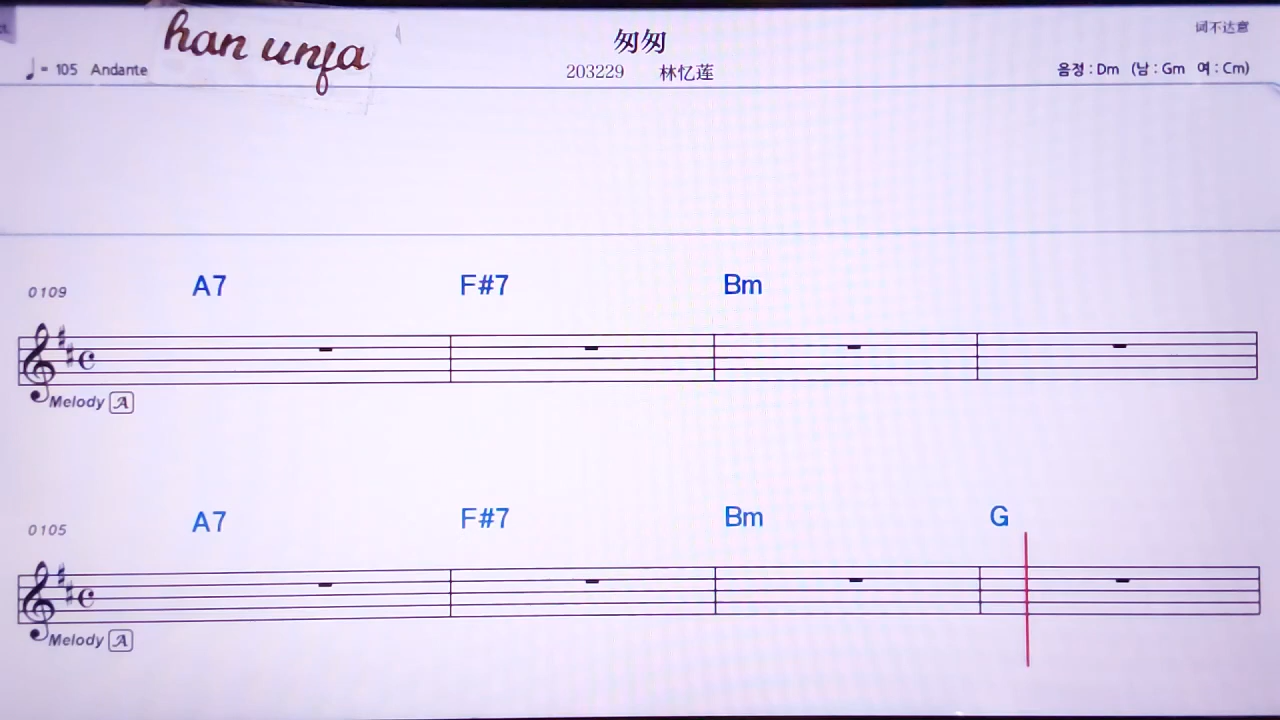 han unja
匆匆
词不达意
♩= 105 Andante
203229 林忆莲
음정 : Dm (남 : Gm 여 : Cm)
0109 A7 F#7 Bm
Melody A
0105 A7 F#7 Bm G
Melody A